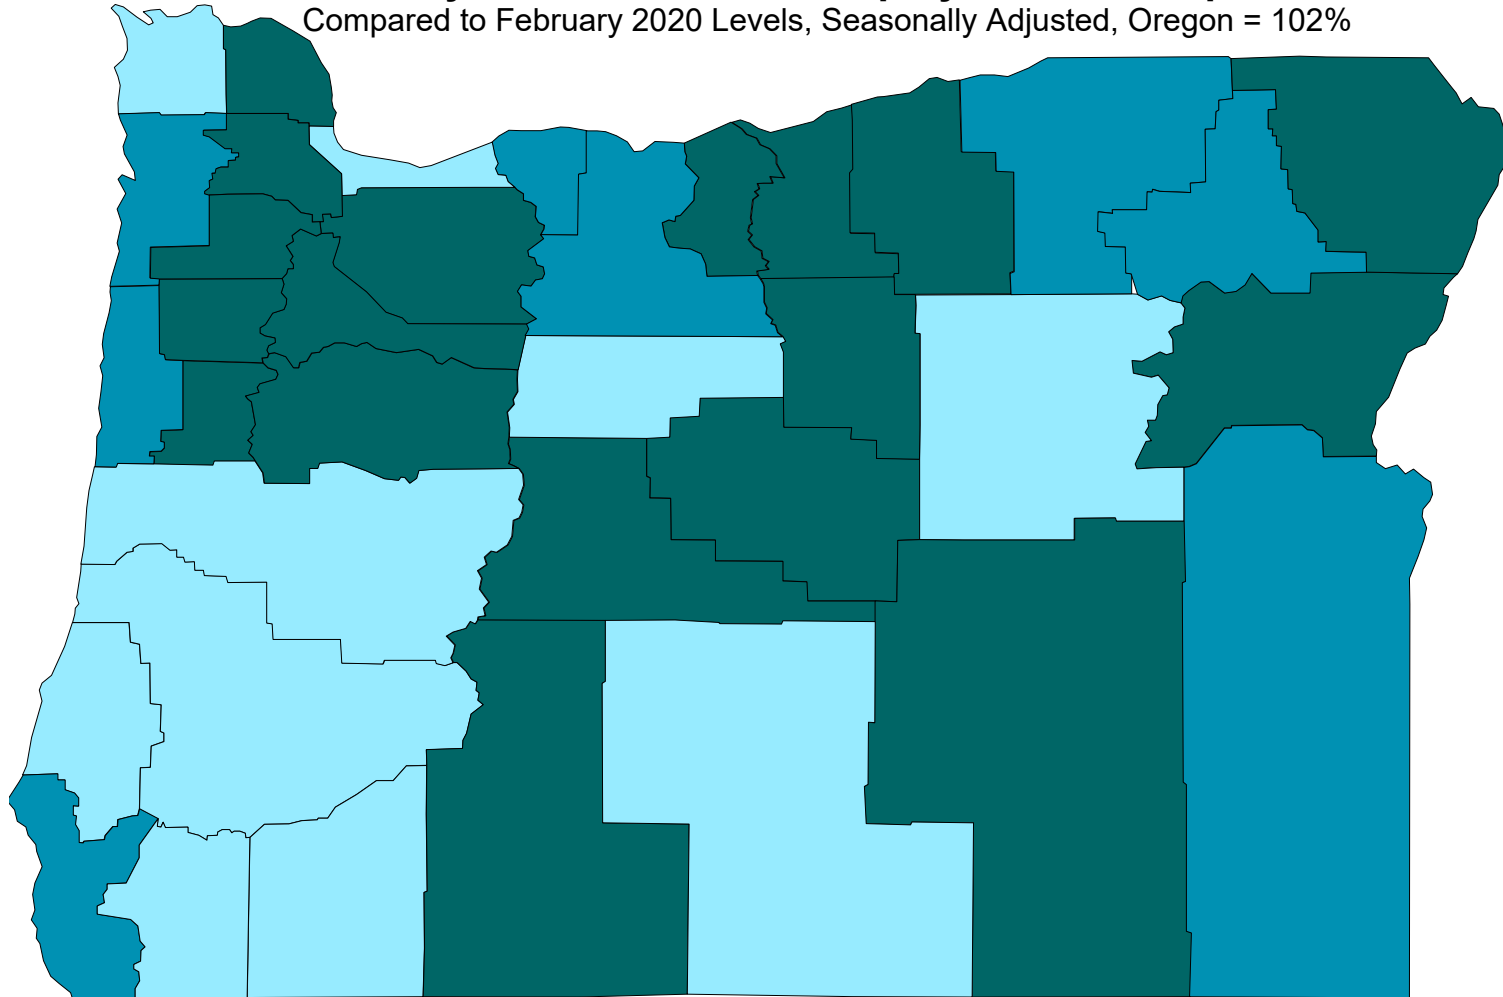 Compared to February 2020 Levels, Seasonally Adjusted, Oregon = 102%